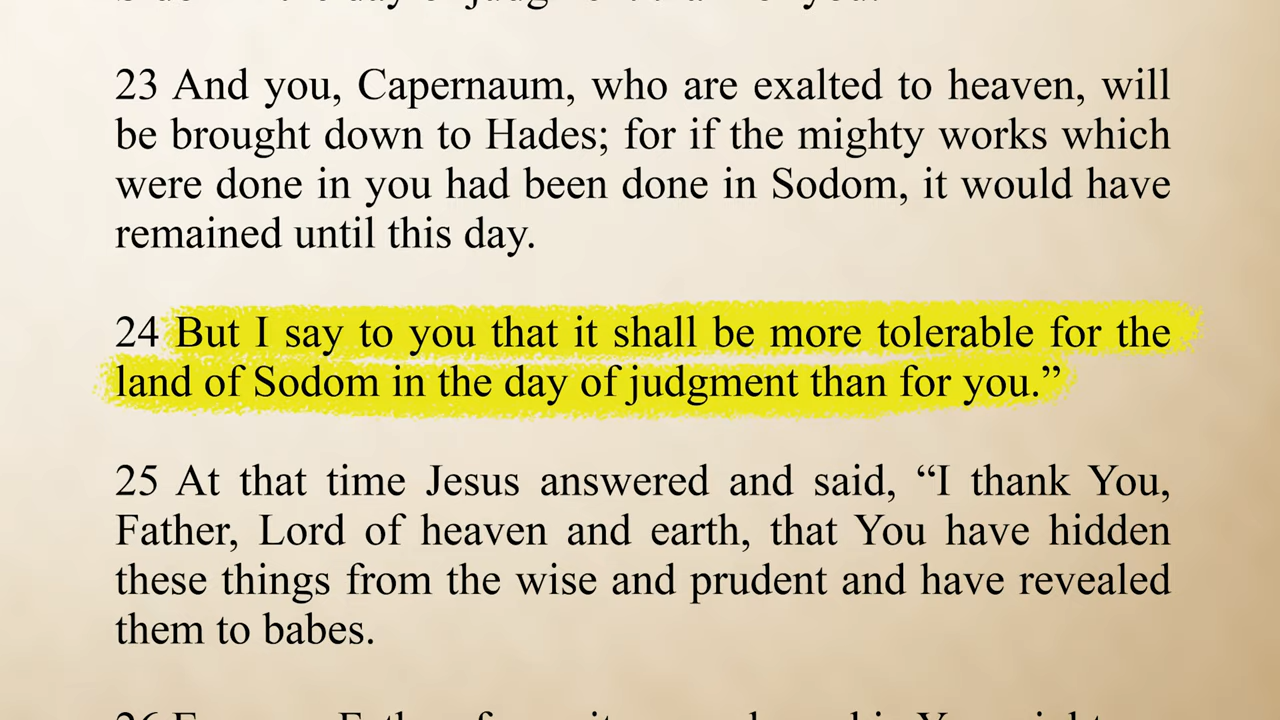 23 And you, Capernaum, who are exalted to heaven, will
be brought down to Hades; for if the mighty works which
were done in you had been done in Sodom, it would have
remained until this day.
24 But I say to you that it shall be more tolerable for the
land of Sodom in the day of judgment than for you.”
25 At that time Jesus answered and said, “I thank You,
Father, Lord of heaven and earth, that You have hidden
these things from the wise and prudent and have revealed
them to babes.